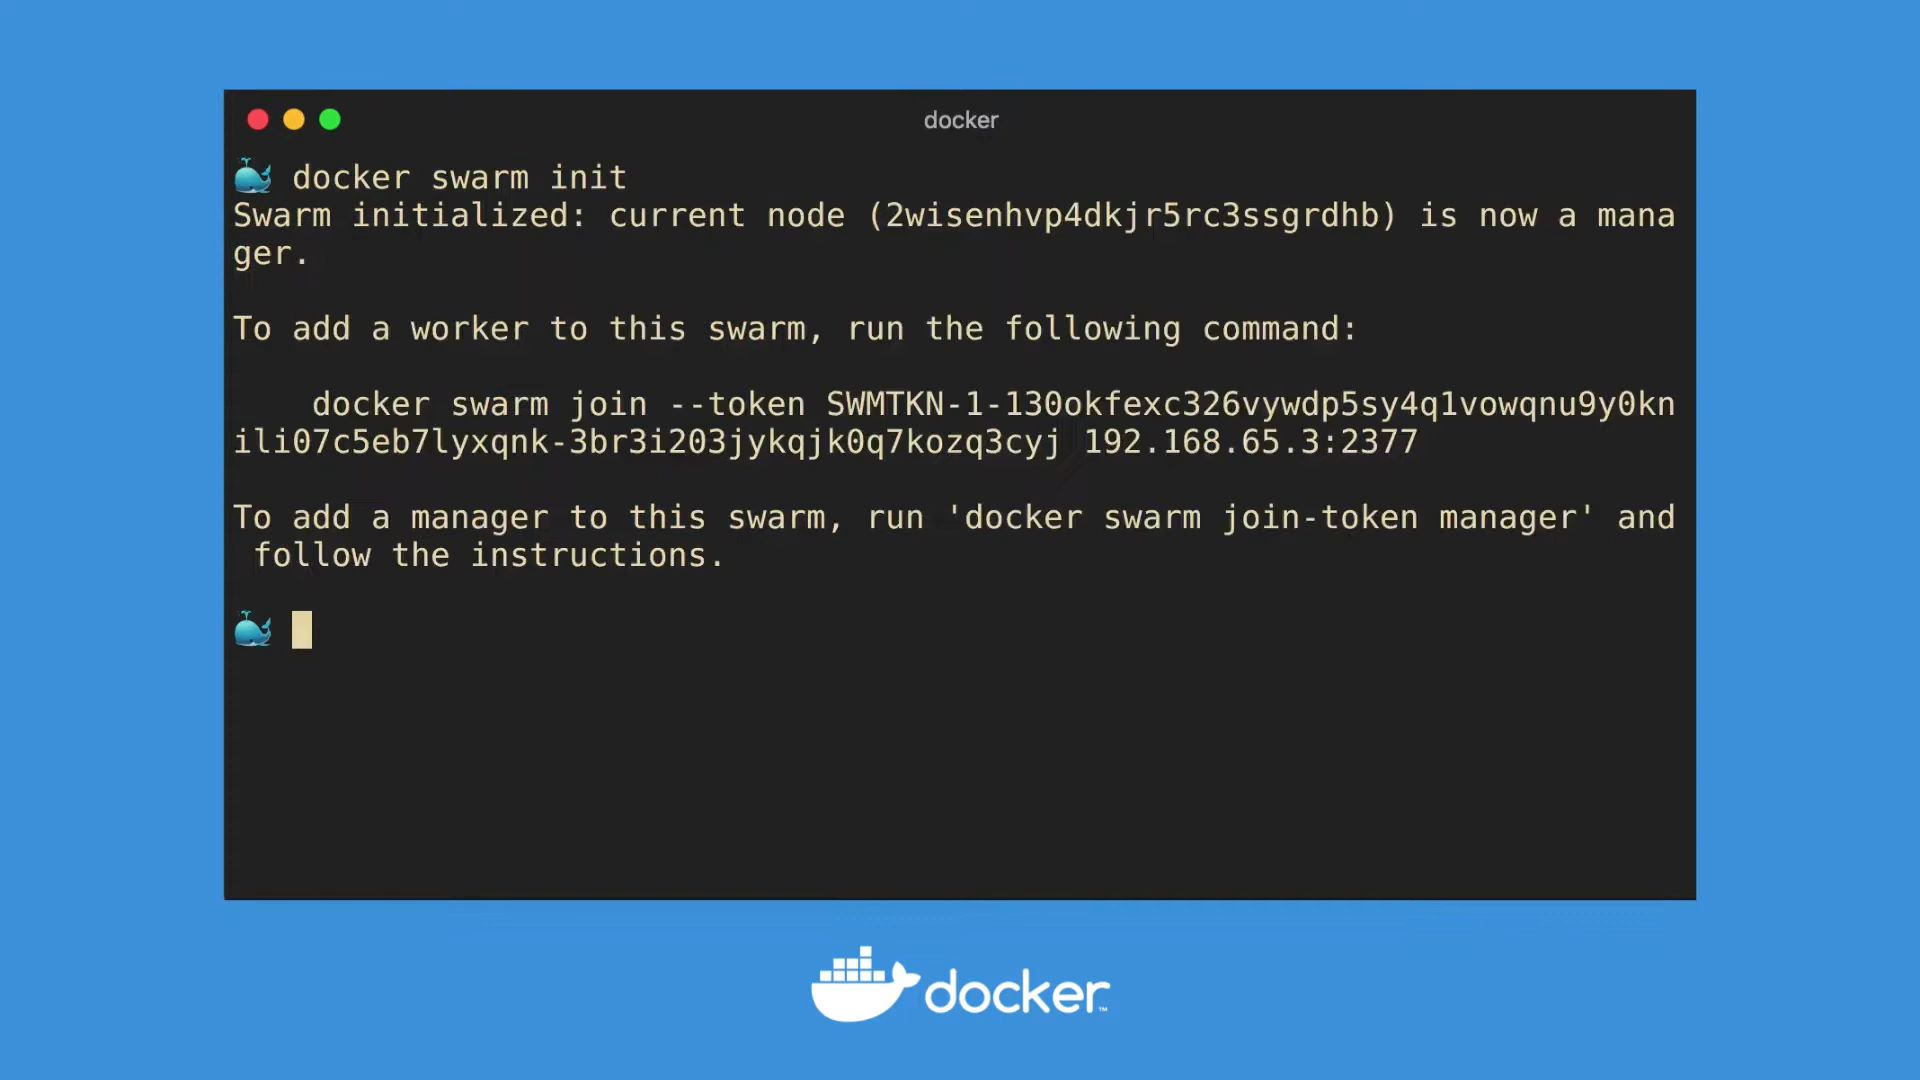 docker
docker swarm init
Swarm initialized: current node (2wisenhvp4dkjr5rc3ssgrdhb) is now a mana
ger.
To add a worker to this swarm, run the following command:
docker swarm join --token SWMTKN-1-130okfexc326vywdp5sy4q1vowqnu9y0kn
ili07c5eb7lyxqnk-3br3i203jykqjk0q7kozq3cyj 192.168.65.3:2377
To add a manager to this swarm, run 'docker swarm join-token manager' and
follow the instructions.
docker™